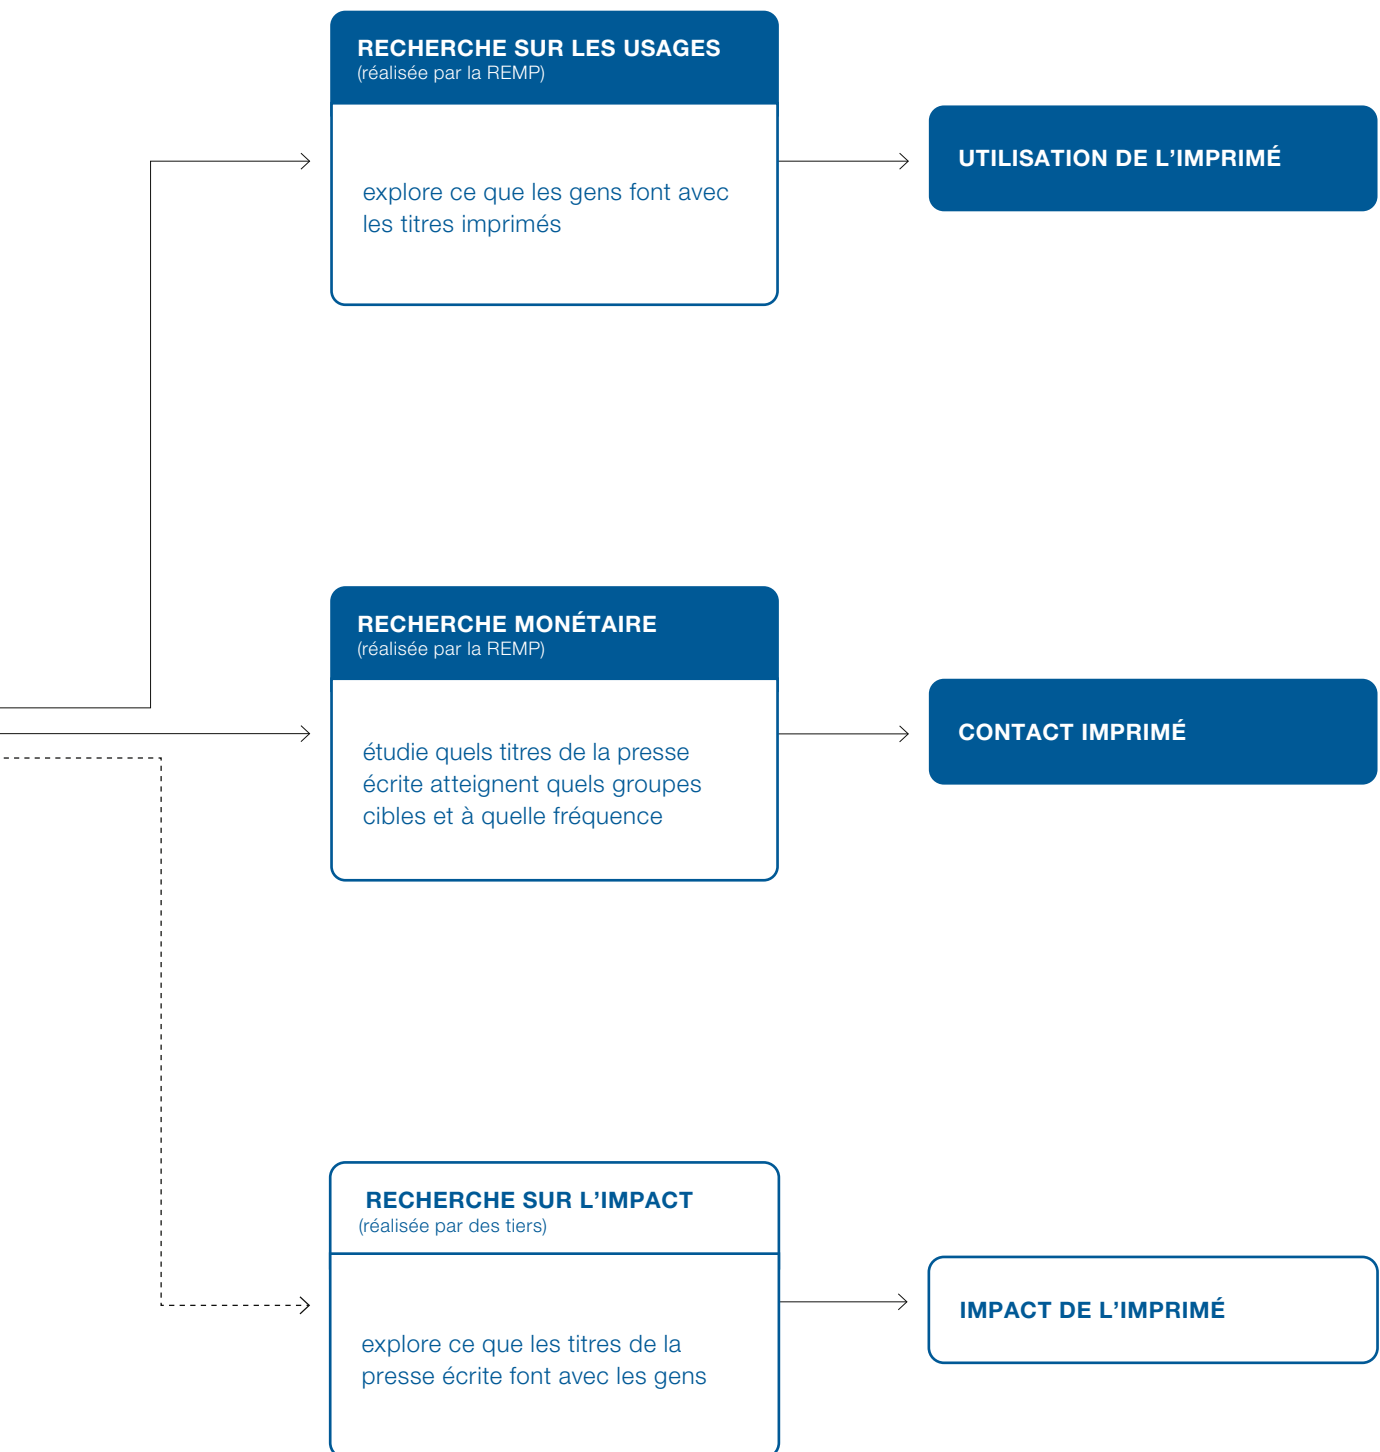 RECHERCHE SUR LES USAGES
(réalisée par la REMP)
explore ce que les gens font avec
les titres imprimés
UTILISATION DE L’IMPRIMÉ
RECHERCHE MONÉTAIRE
(réalisée par la REMP)
étudie quels titres de la presse
écrite atteignent quels groupes
cibles et à quelle fréquence
CONTACT IMPRIMÉ
RECHERCHE SUR L’IMPACT
(réalisée par des tiers)
explore ce que les titres de la
presse écrite font avec les gens
IMPACT DE L’IMPRIMÉ